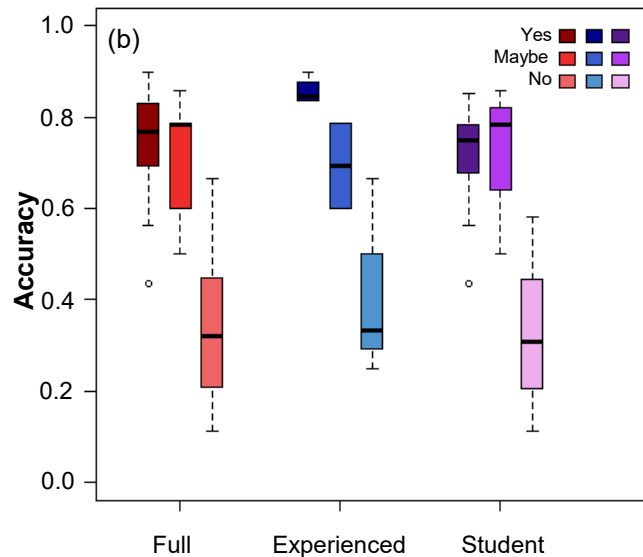 (b)
Yes
Maybe
No
1.0
0.8
0.6
0.4
0.2
0.0
Accuracy
Full Experienced Student